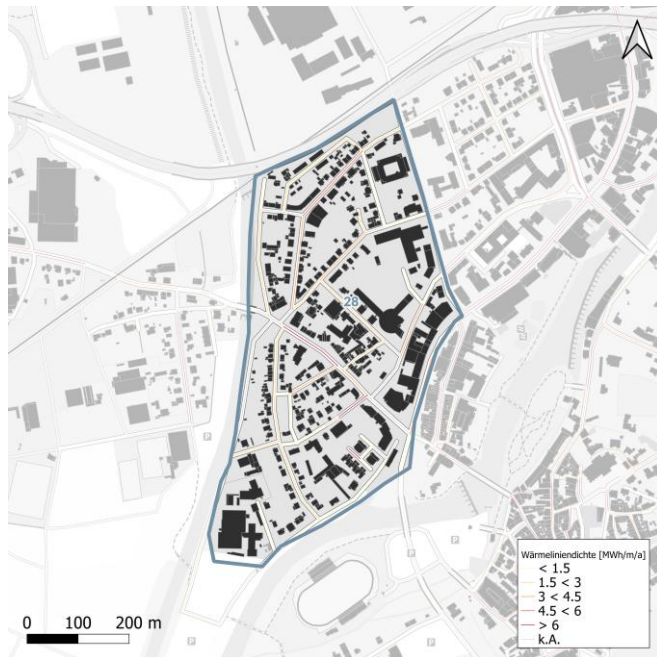 28
P
P
P
P
P
0 100 200 m
Wärmeliniendichte [MWh/m/a]
< 1.5
1.5 < 3
3 < 4.5
4.5 < 6
> 6
k.A.